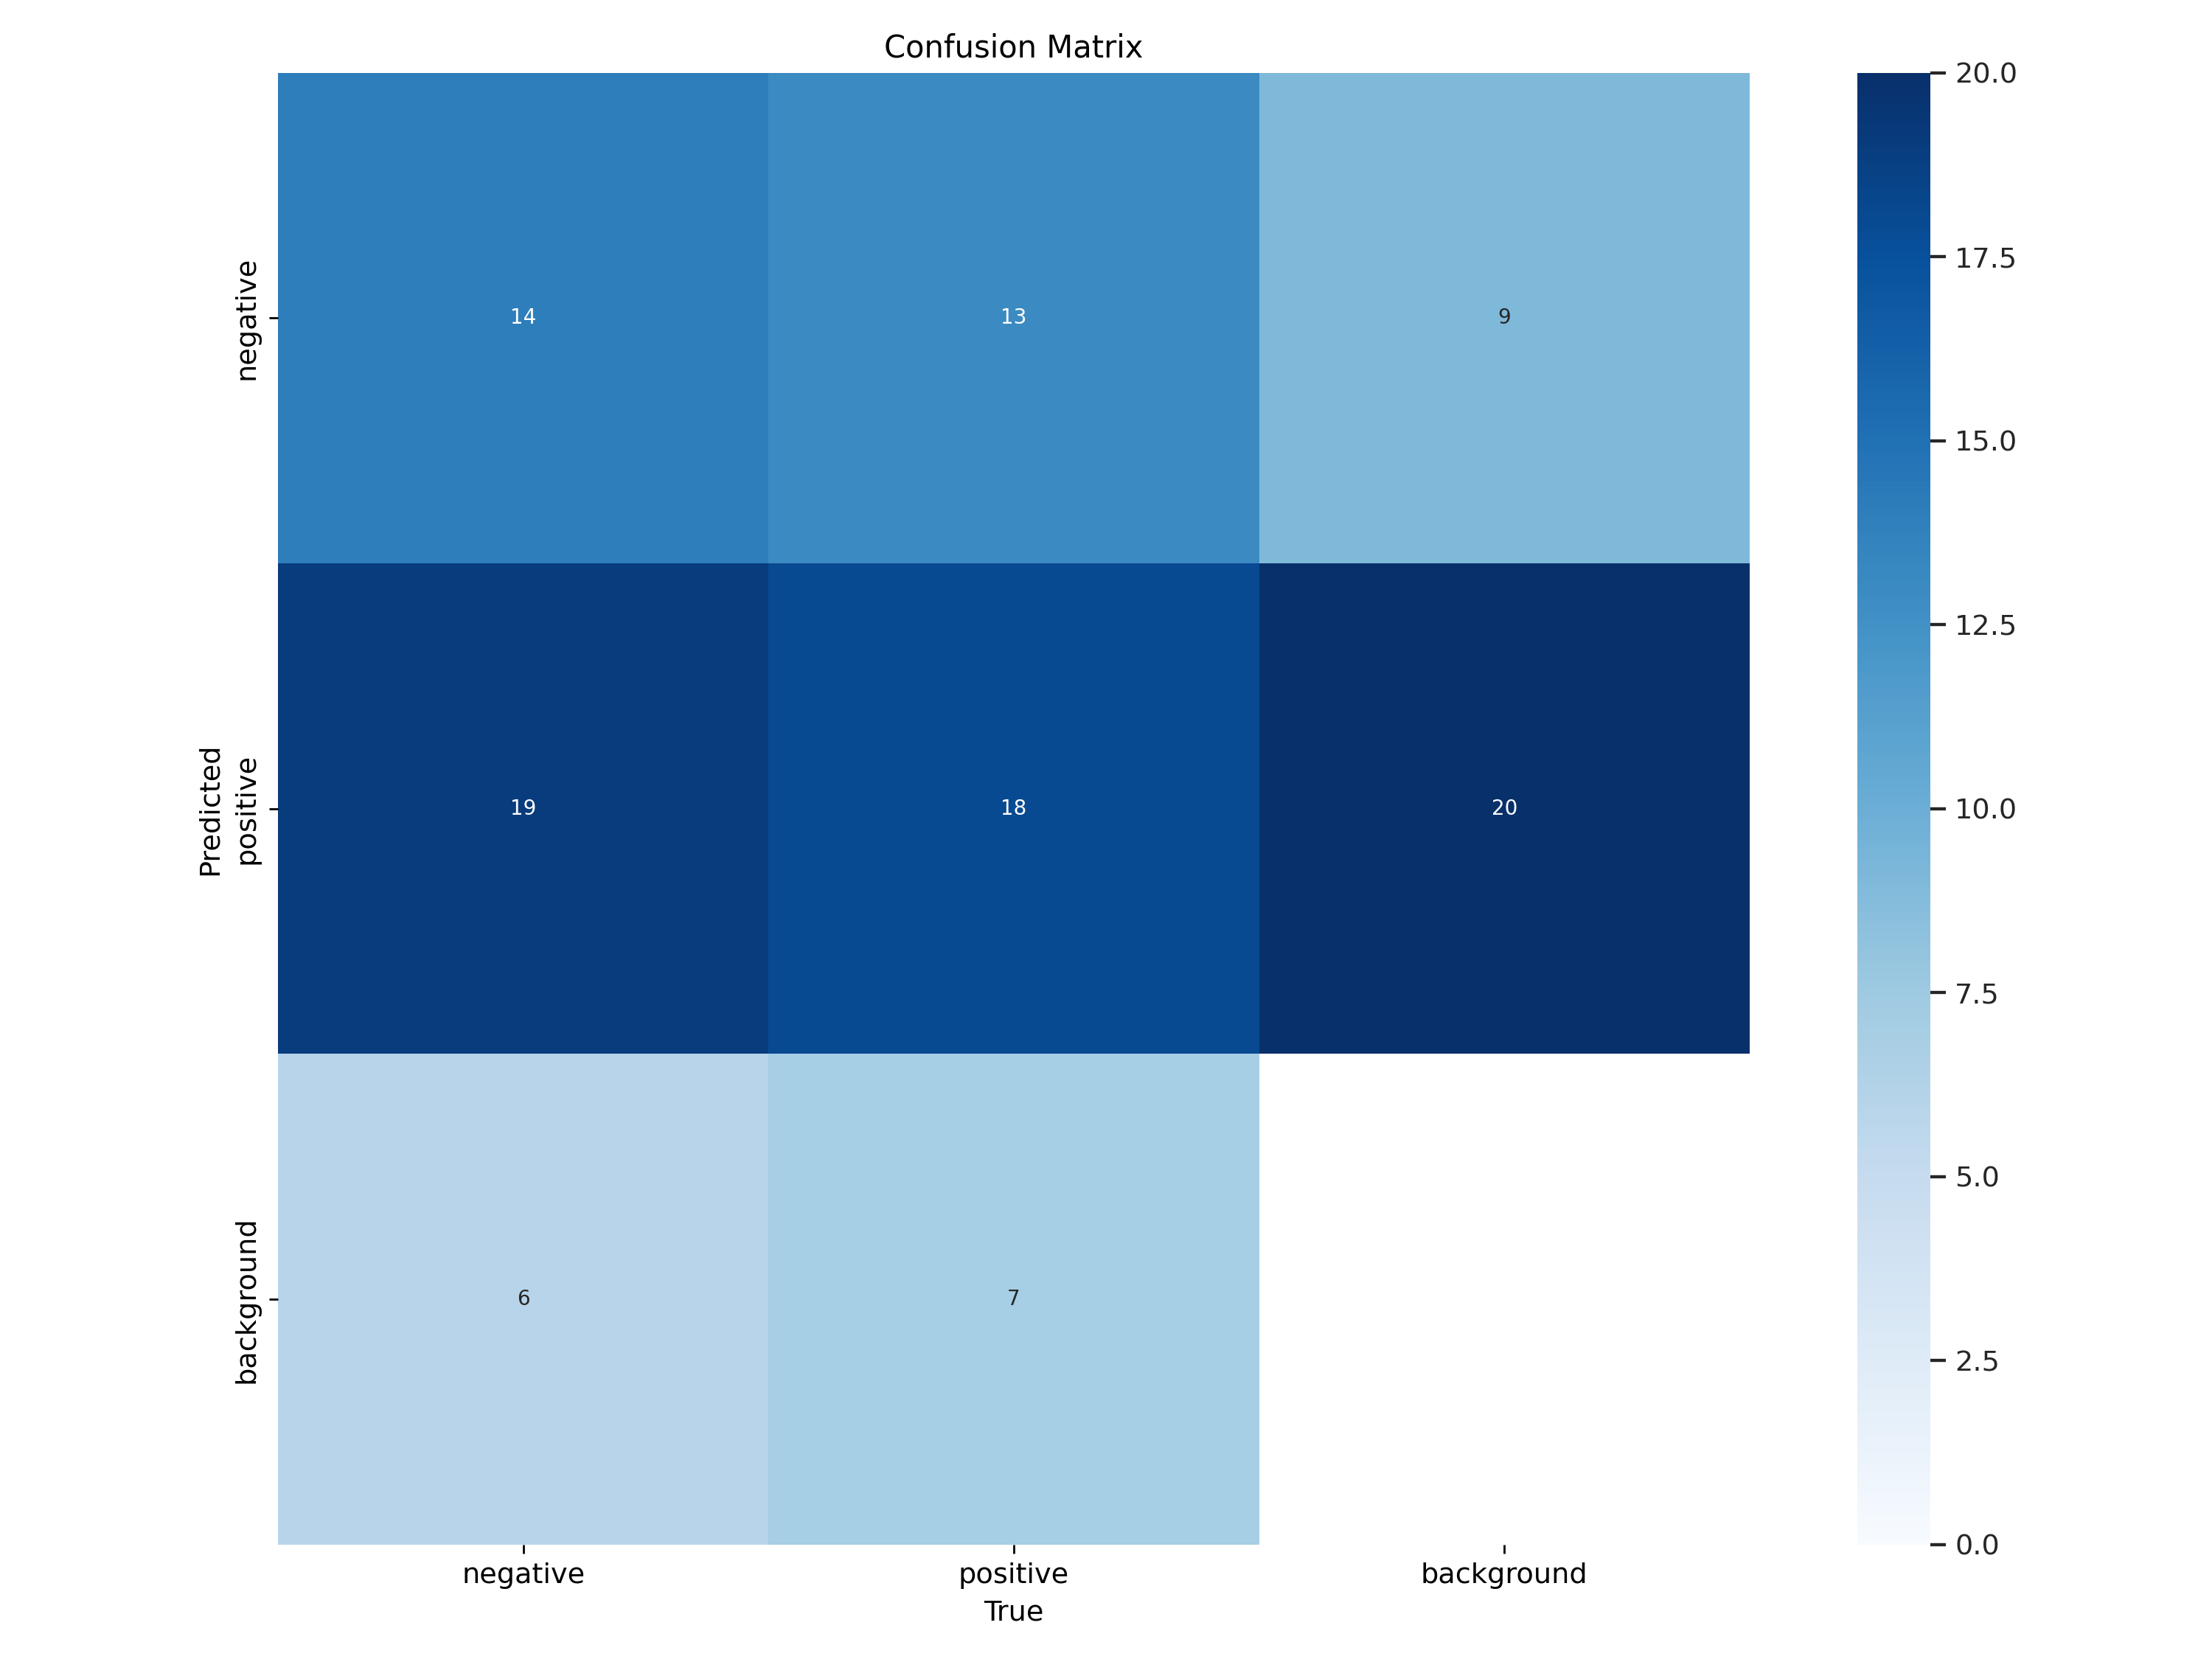 Confusion Matrix
20.0
17.5
15.0
12.5
10.0
7.5
5.0
2.5
0.0
Predicted
negative
14 13 9
positive
19 18 20
background
6 7
negative positive background
True